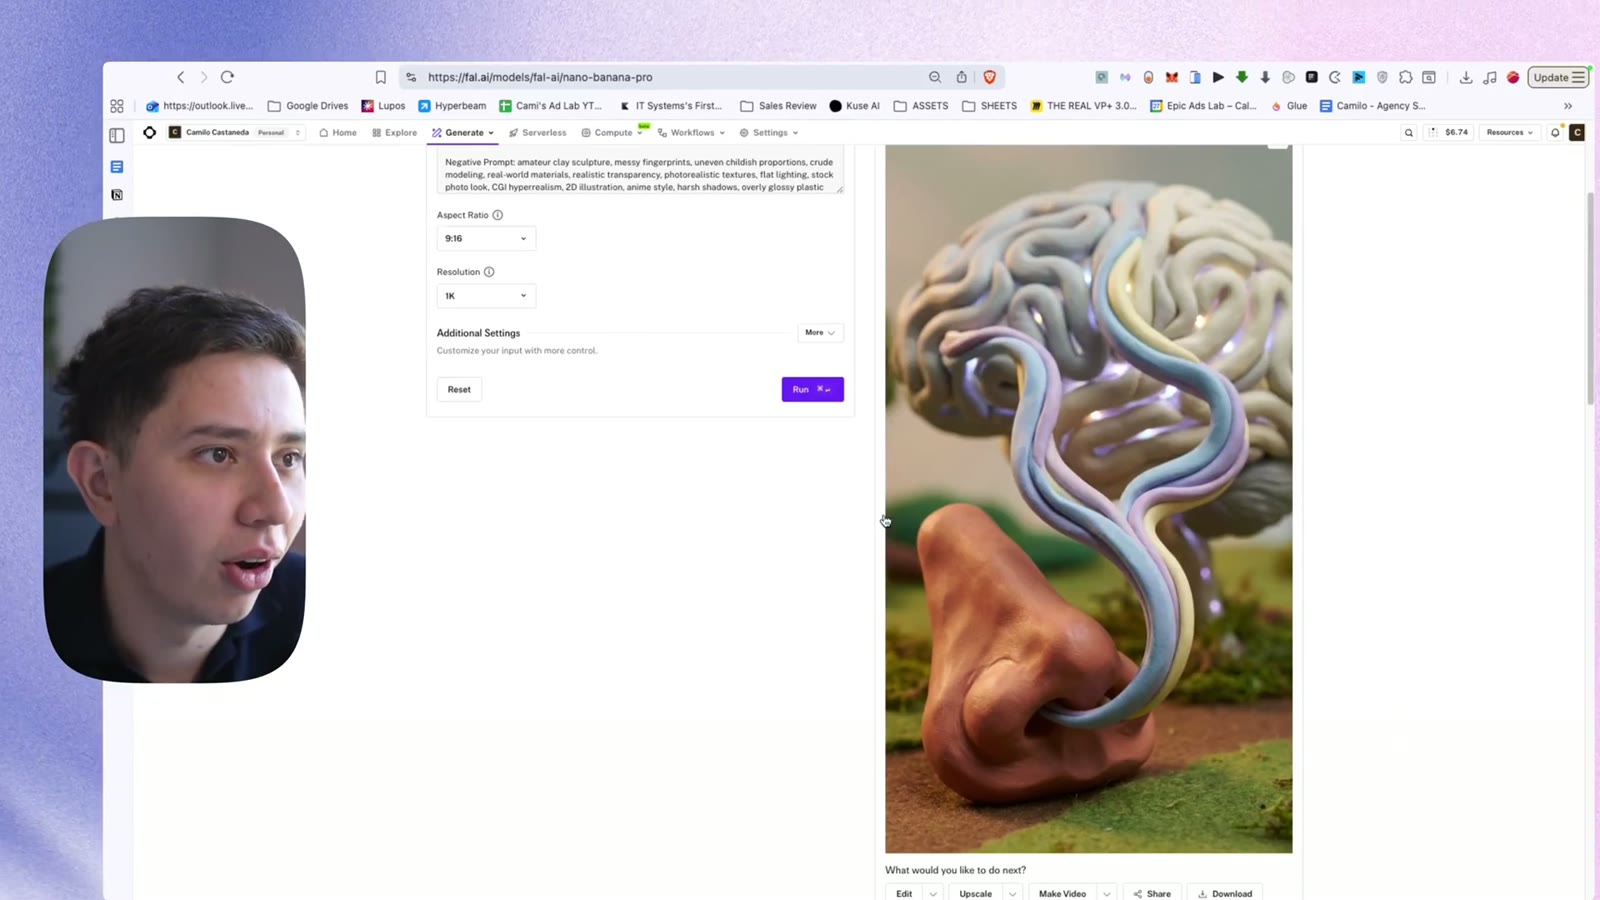 https://fal.ai/models/fal-ai/nano-banana-pro
Update
https://outlook.live...
Google Drives
Lupos
Hyperbeam
Cami's Ad Lab YT...
IT Systems's First...
Sales Review
Kuse AI
ASSETS
SHEETS
THE REAL VP+ 3.0...
Epic Ads Lab – Cal...
Glue
Camilo - Agency S...
»
C Camilo Castaneda Personal
Home
Explore
Generate
Serverless
Compute
beta
Workflows
Settings
$6.74
Resources
C
Negative Prompt: amateur clay sculpture, messy fingerprints, uneven childish proportions, crude
modeling, real-world materials, realistic transparency, photorealistic textures, flat lighting, stock
photo look, CGI hyperrealism, 2D illustration, anime style, harsh shadows, overly glossy plastic
Aspect Ratio
9:16
Resolution
1K
Additional Settings
More
Customize your input with more control.
Reset
Run
What would you like to do next?
Edit
Upscale
Make Video
Share
Download